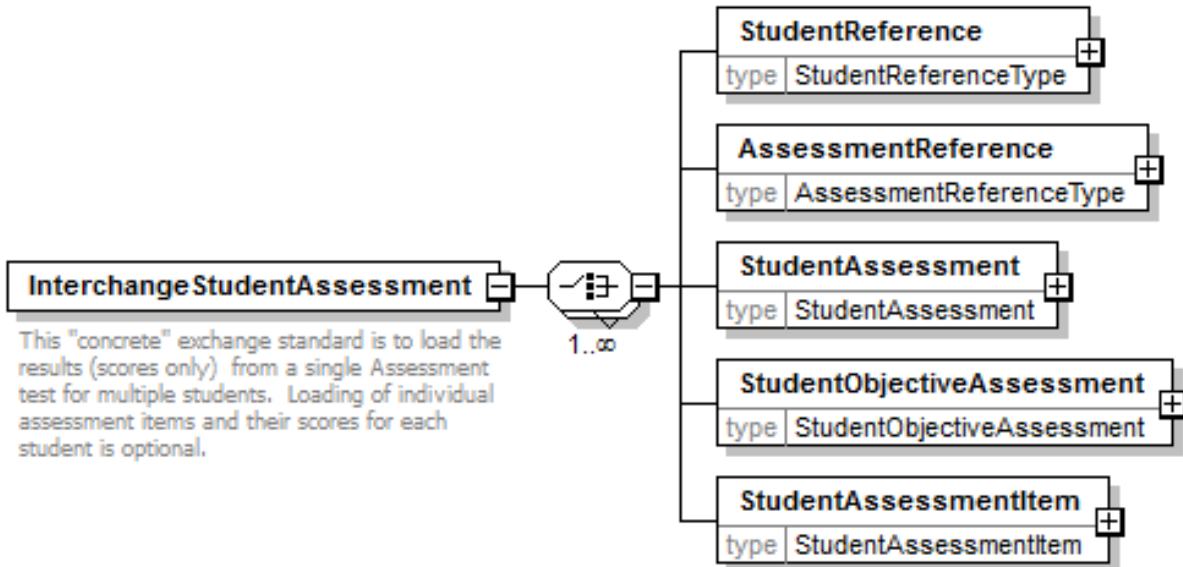 StudentReference
type StudentReferenceType
AssessmentReference
type AssessmentReferenceType
InterchangeStudentAssessment
This "concrete" exchange standard is to load the
results (scores only)  from a single Assessment
test for multiple students.  Loading of individual
assessment items and their scores for each
student is optional.
1..∞
StudentAssessment
type StudentAssessment
StudentObjectiveAssessment
type StudentObjectiveAssessment
StudentAssessmentItem
type StudentAssessmentItem